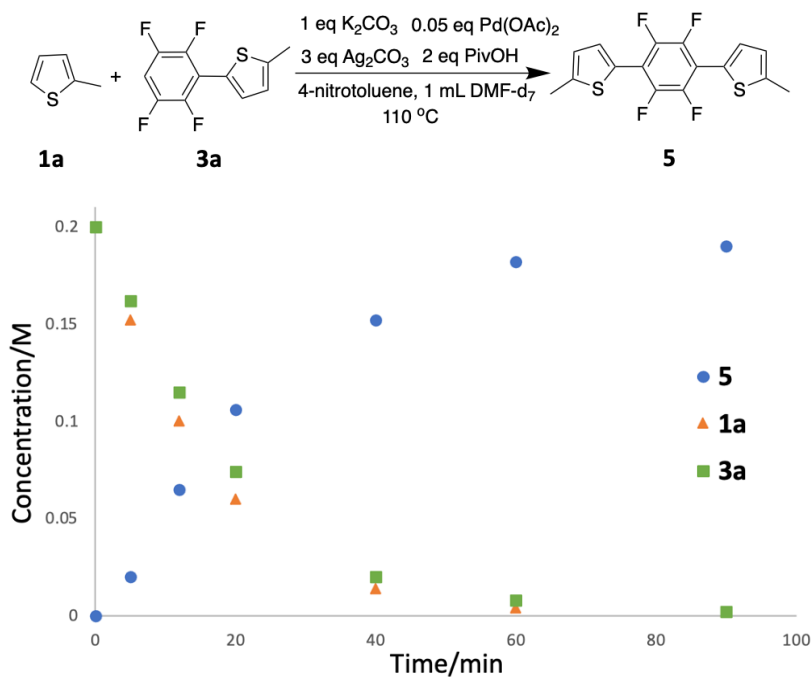 1 eq K₂CO₃ 0.05 eq Pd(OAc)₂
3 eq Ag₂CO₃ 2 eq PivOH
4-nitrotoluene, 1 mL DMF-d₇
110 °C
S
+
F F
F F
S
F F
S
F F
S
1a
3a
5
Concentration/M
0.2
0.15
0.1
0.05
0
0 20 40 60 80 100
Time/min
5
1a
3a